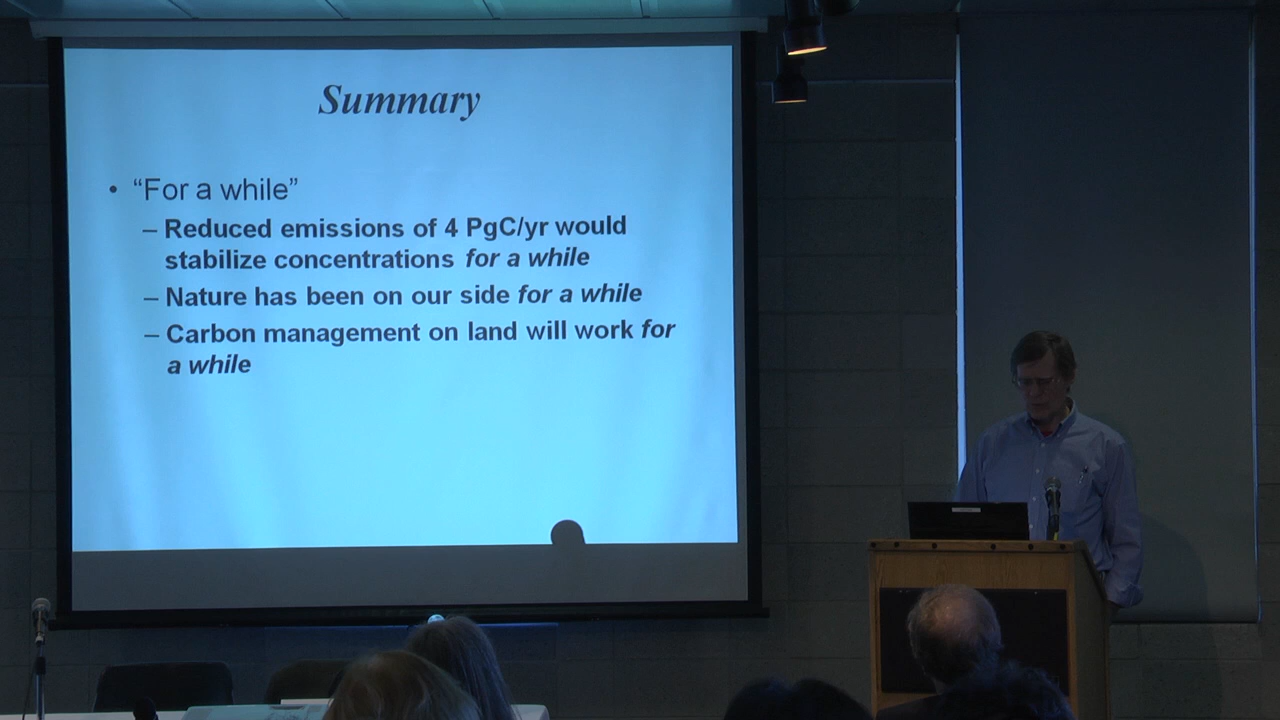 Summary
• “For a while”
– Reduced emissions of 4 PgC/yr would
stabilize concentrations for a while
– Nature has been on our side for a while
– Carbon management on land will work for
a while